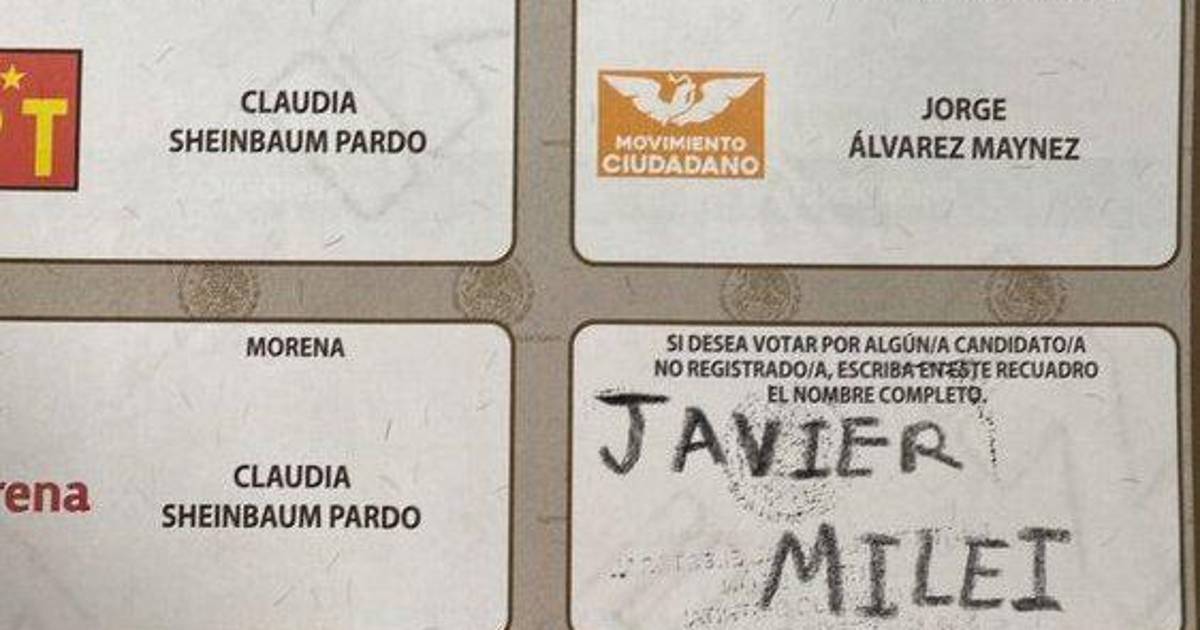 PT
CLAUDIA
SHEINBAUM PARDO
MOVIMIENTO
CIUDADANO
JORGE
ÁLVAREZ MAYNEZ
MORENA
rena
CLAUDIA
SHEINBAUM PARDO
SI DESEA VOTAR POR ALGÚN/A CANDIDATO/A
NO REGISTRADO/A, ESCRIBA EN ESTE RECUADRO
EL NOMBRE COMPLETO.
JAVIER
MILEI